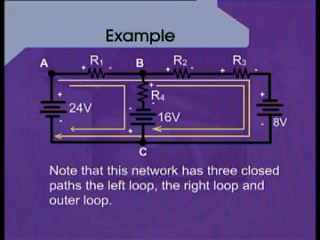 Example
A R₁ B R₂ R₃
+ - + - + -
+ -
R₄
+ 24V + 16V + 8V
- - -
C
Note that this network has three closed
paths the left loop, the right loop and
outer loop.